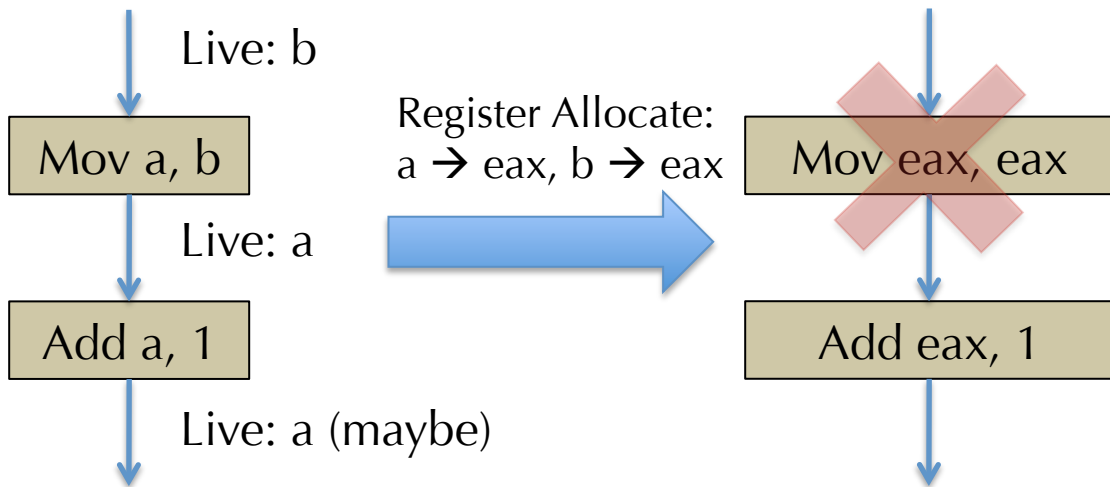 Live: b
Mov a, b
Live: a
Add a, 1
Live: a (maybe)
Register Allocate:
a → eax, b → eax
Mov eax, eax
Add eax, 1